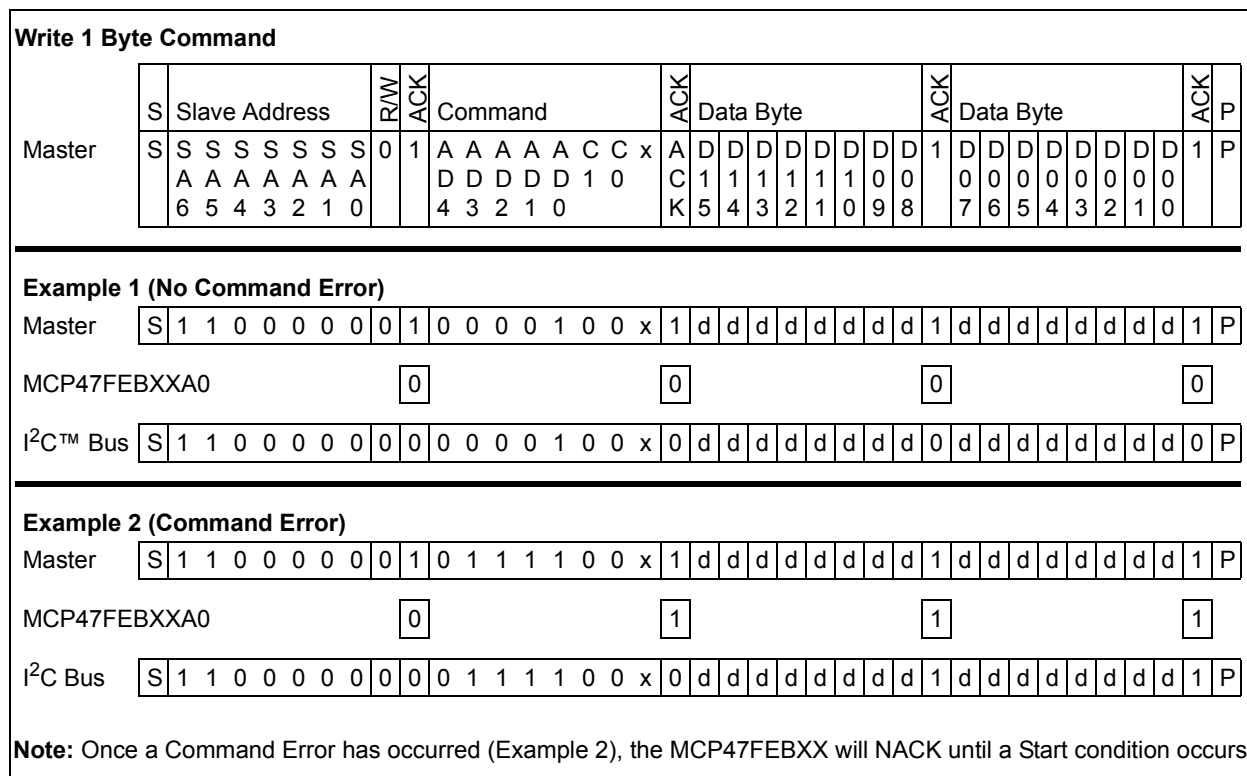 Write 1 Byte Command
S Slave Address R/W ACK Command ACK Data Byte ACK Data Byte ACK P
Master S S S S S S S S 0 1 A A A A A C C x A D D D D D D D D 1 D D D D D D D D 1 P
A A A A A A A D D D D D 1 0 C 1 1 1 1 1 1 0 0 0 0 0 0 0 0 0 0
6 5 4 3 2 1 0 4 3 2 1 0 K 5 4 3 2 1 0 9 8 7 6 5 4 3 2 1 0
Example 1 (No Command Error)
Master S 1 1 0 0 0 0 0 0 1 0 0 0 0 1 0 0 x 1 d d d d d d d d 1 d d d d d d d d 1 P
MCP47FEBXXA0 0 0 0 0
I2C™ Bus S 1 1 0 0 0 0 0 0 0 0 0 0 0 1 0 0 x 0 d d d d d d d d 0 d d d d d d d d 0 P
Example 2 (Command Error)
Master S 1 1 0 0 0 0 0 0 1 0 1 1 1 1 0 0 x 1 d d d d d d d d 1 d d d d d d d d 1 P
MCP47FEBXXA0 0 1 1 1
I2C Bus S 1 1 0 0 0 0 0 0 0 0 1 1 1 1 0 0 x 0 d d d d d d d d 1 d d d d d d d d 1 P
Note: Once a Command Error has occurred (Example 2), the MCP47FEBXX will NACK until a Start condition occurs